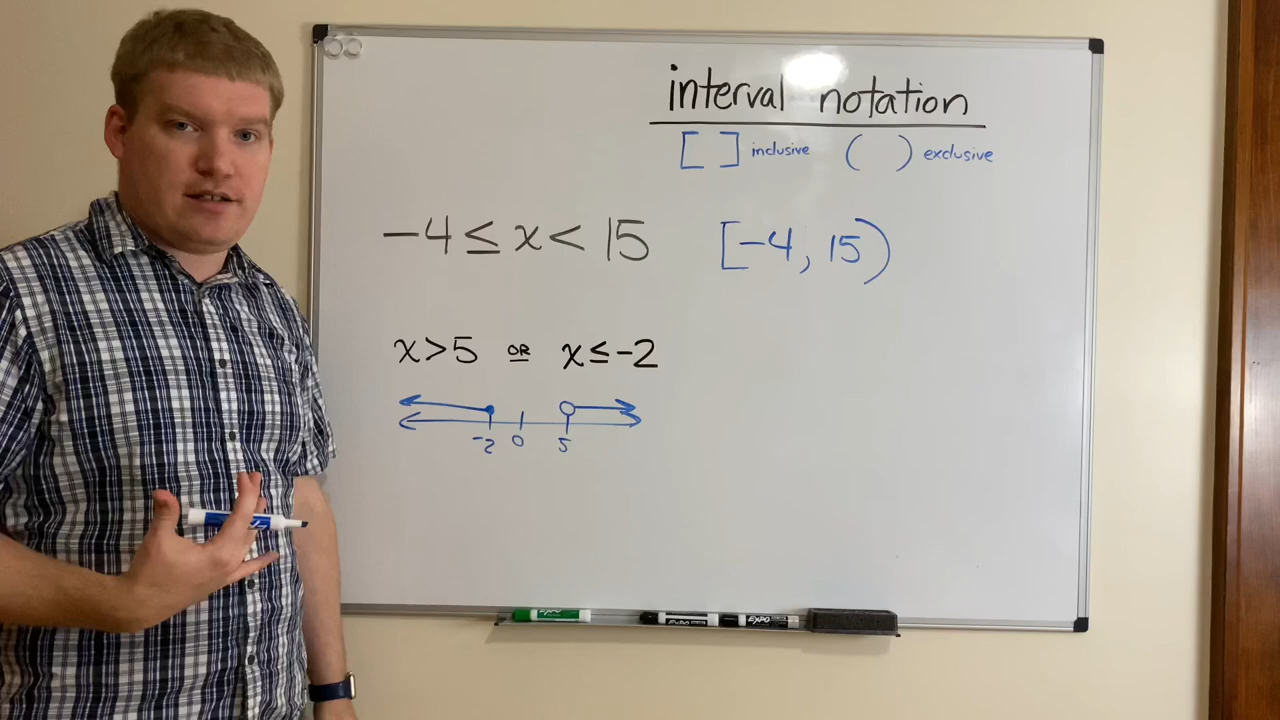 interval notation
[ ] inclusive ( ) exclusive
-4 ≤ x < 15 [-4, 15)
x>5 OR x≤-2
-2 0 5
EXPO
EXPO